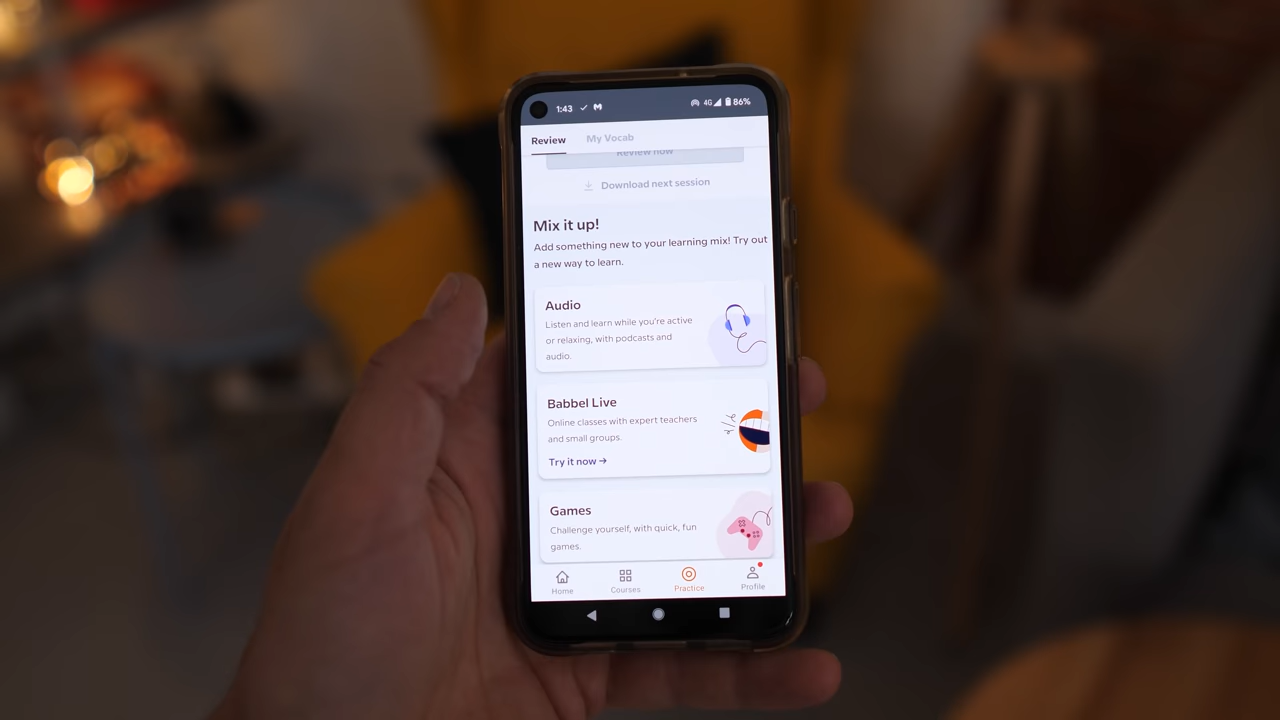 1:43
4G
86%
Review
My Vocab
Review now
Download next session
Mix it up!
Add something new to your learning mix! Try out
a new way to learn.
Audio
Listen and learn while you're active
or relaxing, with podcasts and
audio.
Babbel Live
Online classes with expert teachers
and small groups.
Try it now →
Games
Challenge yourself, with quick, fun
games.
Home
Courses
Practice
Profile